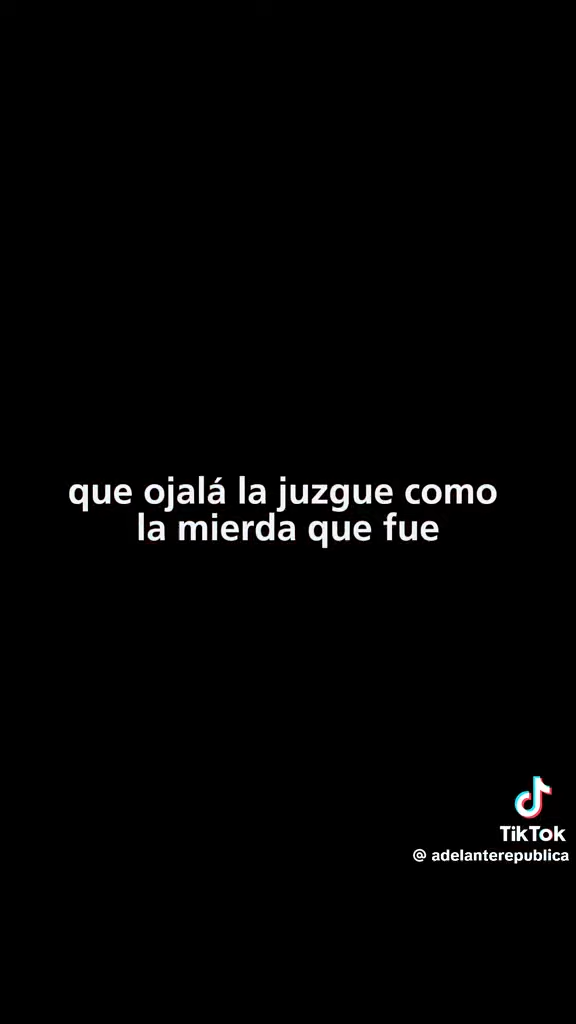 que ojalá la juzgue como
la mierda que fue
TikTok
@ adelanterepublica